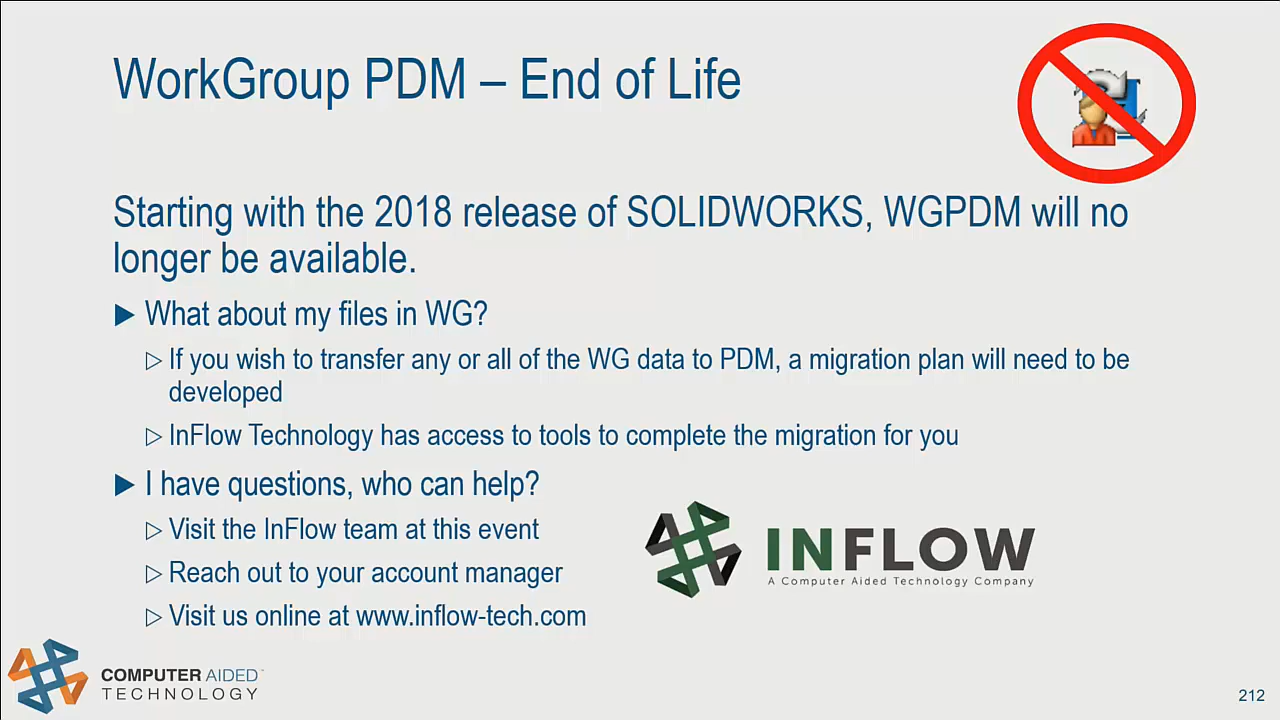 WorkGroup PDM – End of Life
Starting with the 2018 release of SOLIDWORKS, WGPDM will no
longer be available.
What about my files in WG?
If you wish to transfer any or all of the WG data to PDM, a migration plan will need to be
developed
InFlow Technology has access to tools to complete the migration for you
I have questions, who can help?
Visit the InFlow team at this event
Reach out to your account manager
Visit us online at www.inflow-tech.com
INFLOW
A Computer Aided Technology Company
COMPUTER AIDED
TECHNOLOGY
212